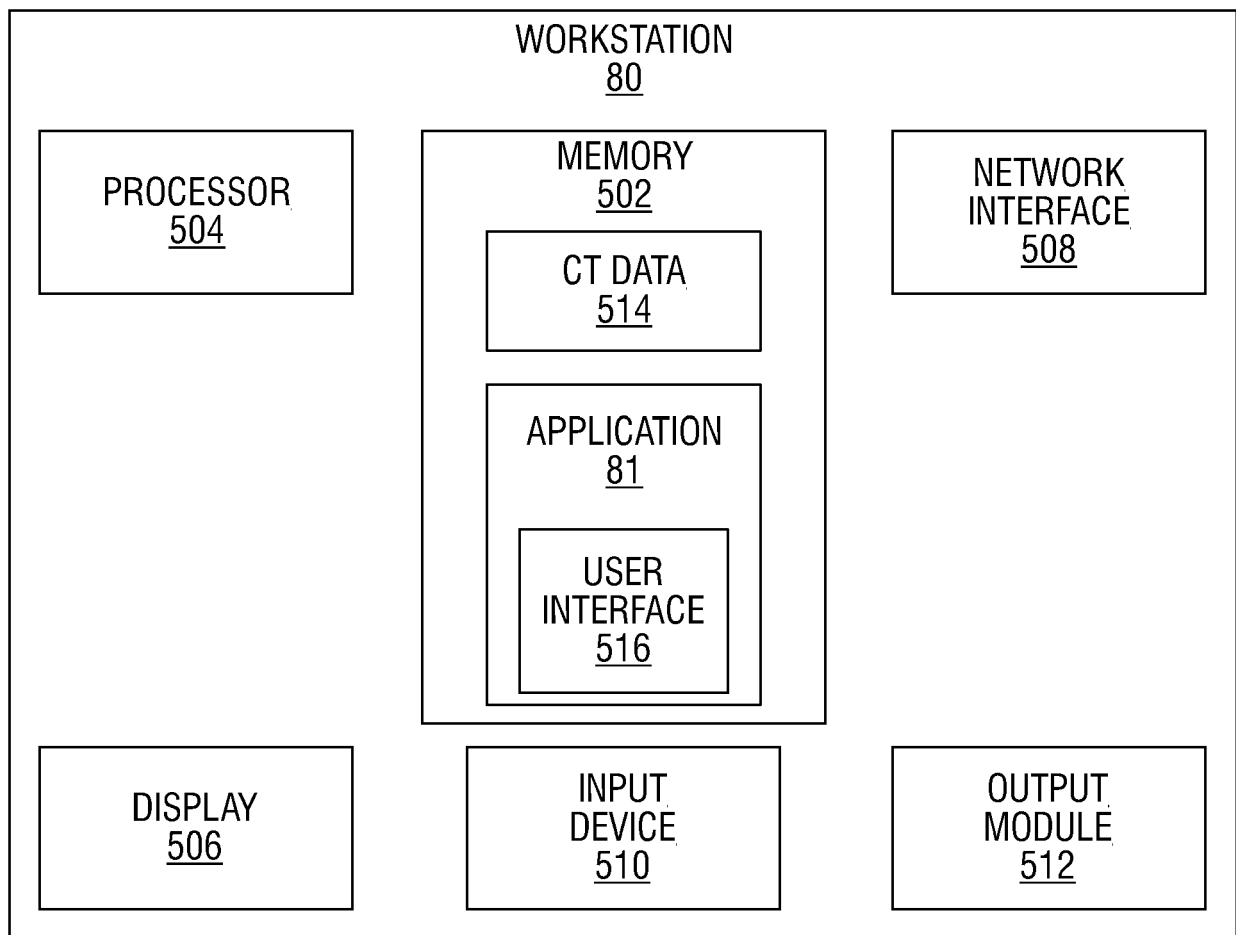 WORKSTATION
80
PROCESSOR
504
MEMORY
502
CT DATA
514
APPLICATION
81
USER
INTERFACE
516
NETWORK
INTERFACE
508
DISPLAY
506
INPUT
DEVICE
510
OUTPUT
MODULE
512